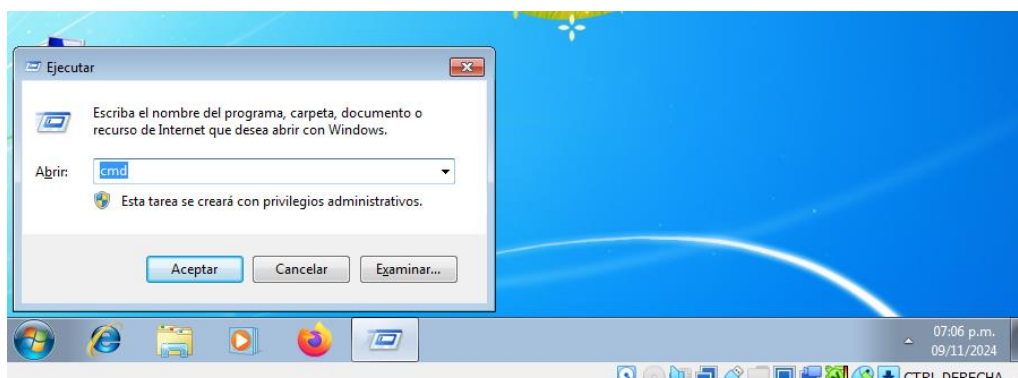 Ejecutar
Escriba el nombre del programa, carpeta, documento o
recurso de Internet que desea abrir con Windows.
Abrir:
cmd
Esta tarea se creará con privilegios administrativos.
Aceptar
Cancelar
Examinar...
07:06 p.m.
09/11/2024
CTRL DERECHA